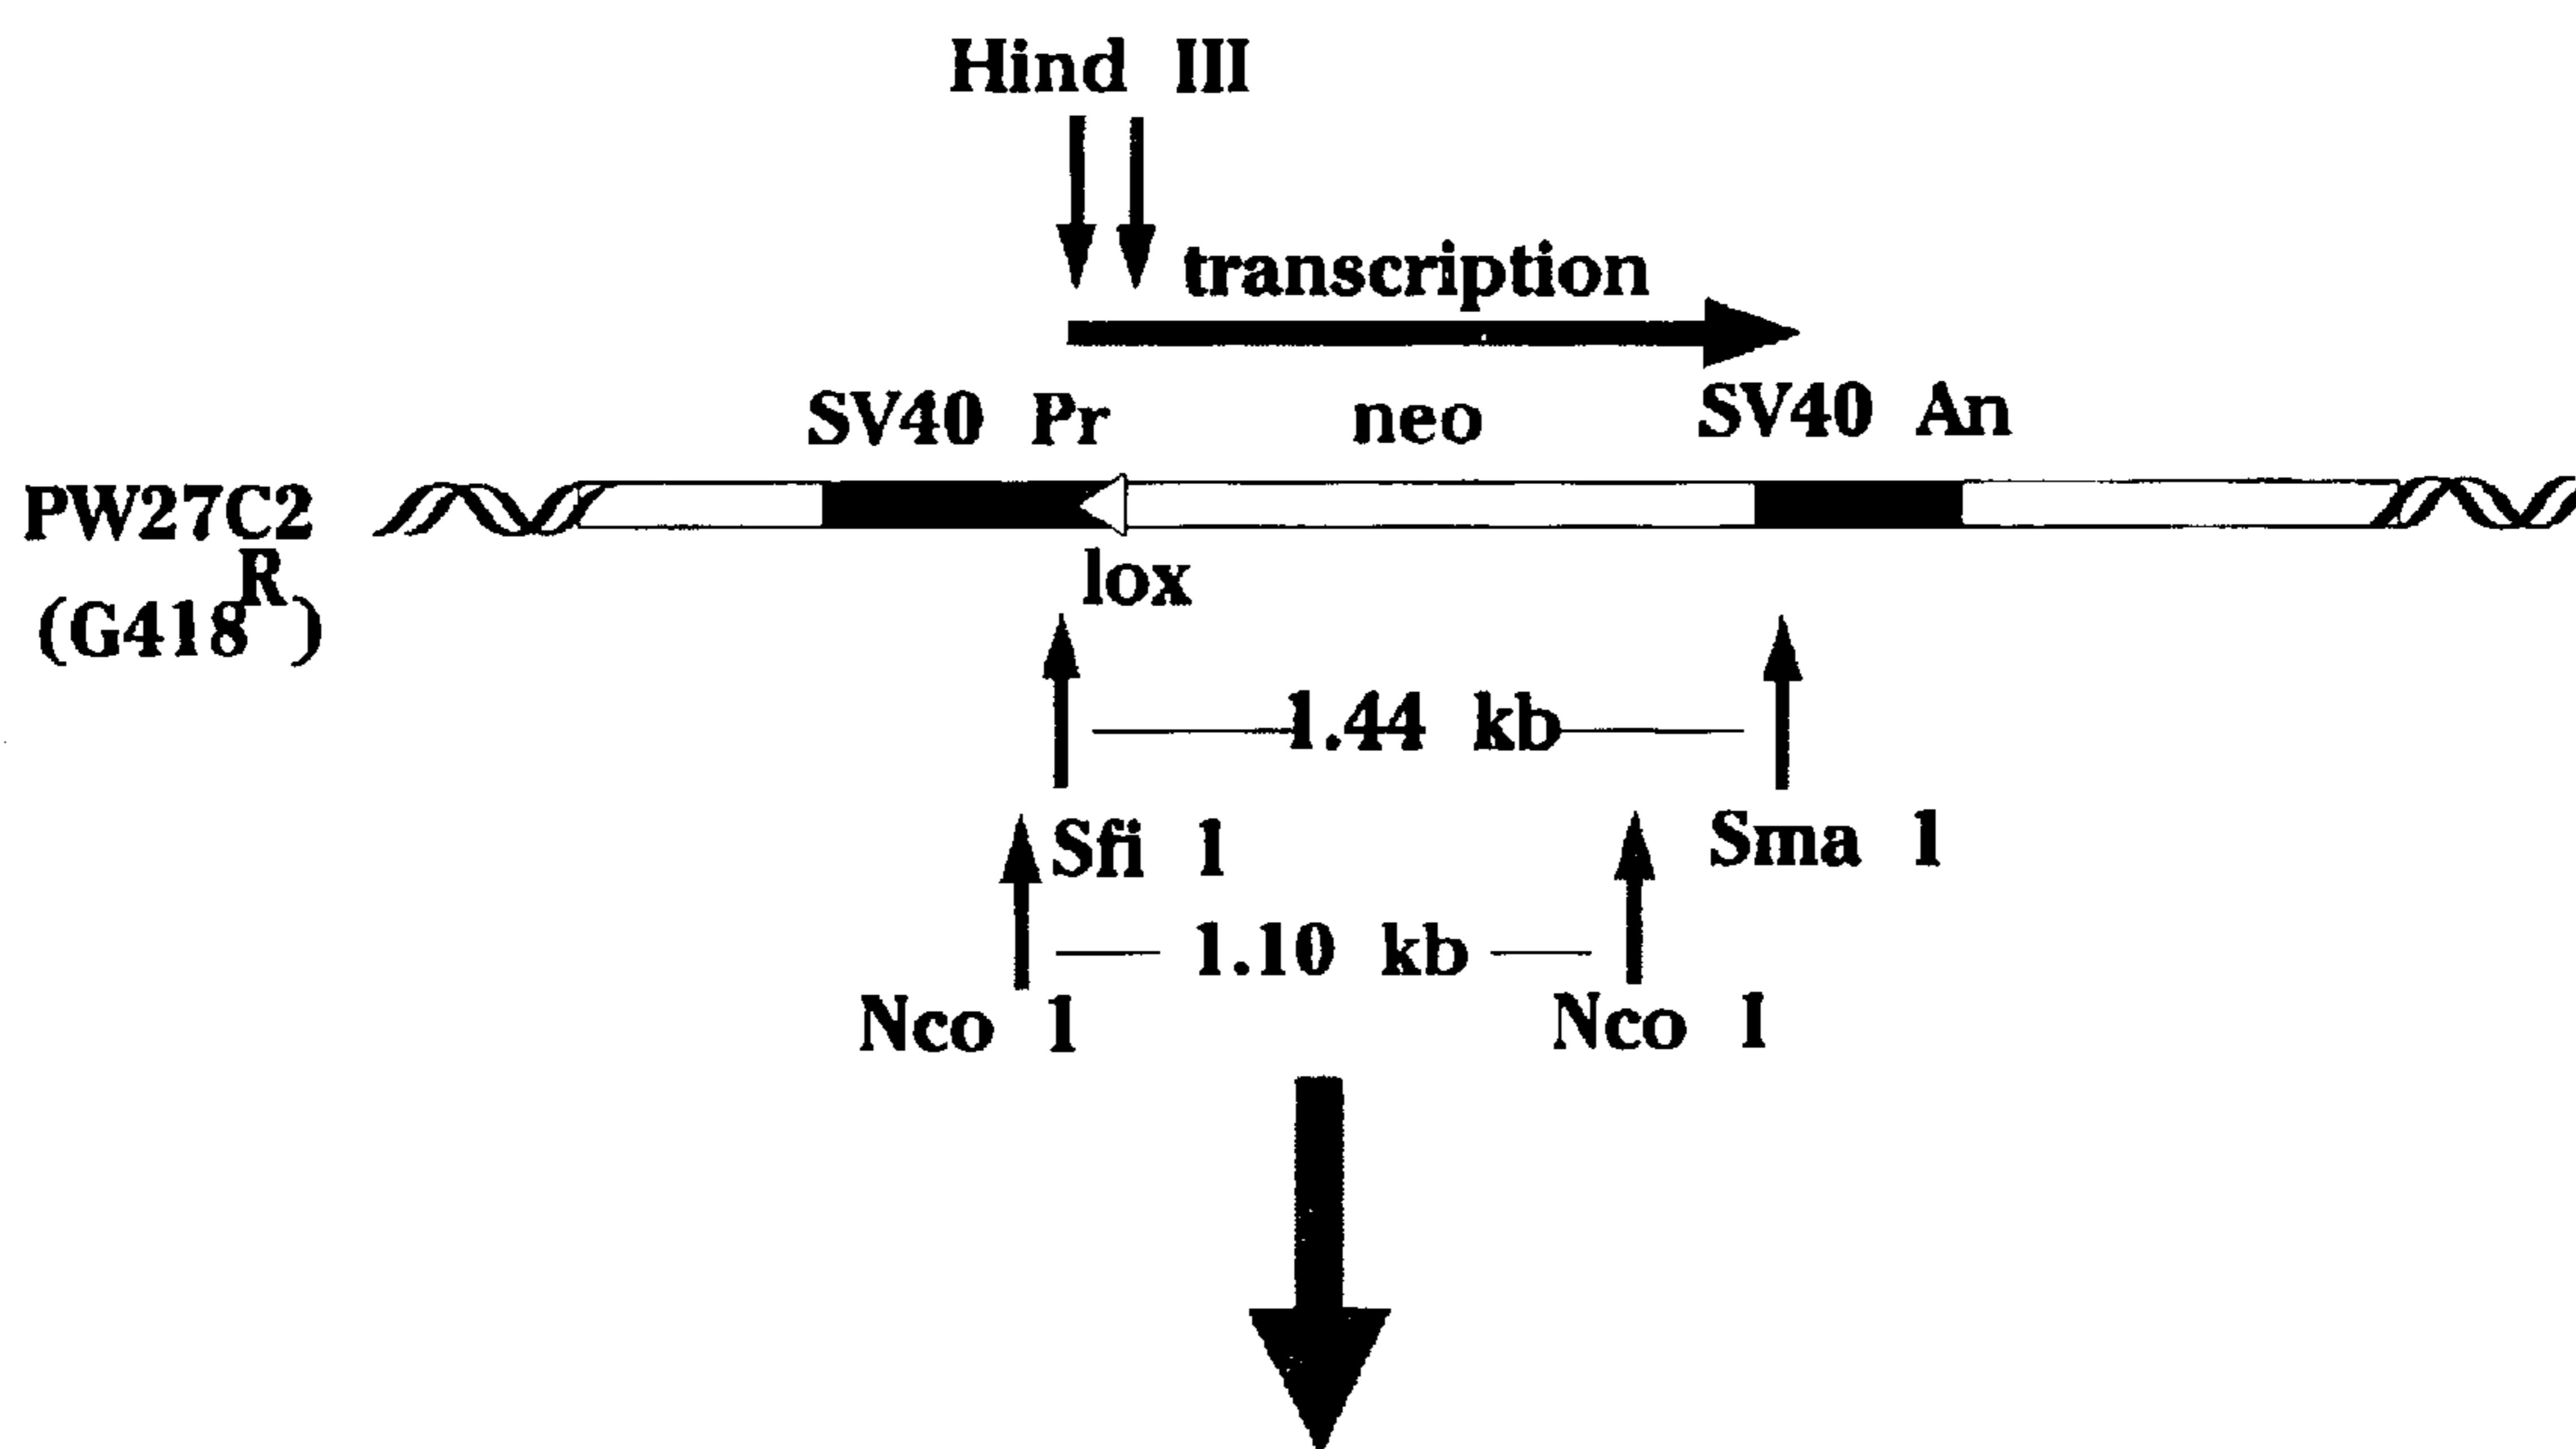 Hind III
transcription
SV40 Pr neo SV40 An
PW27C2
lox
(G418R)
1.44 kb
Sfi 1 Sma 1
1.10 kb
Nco 1 Nco I